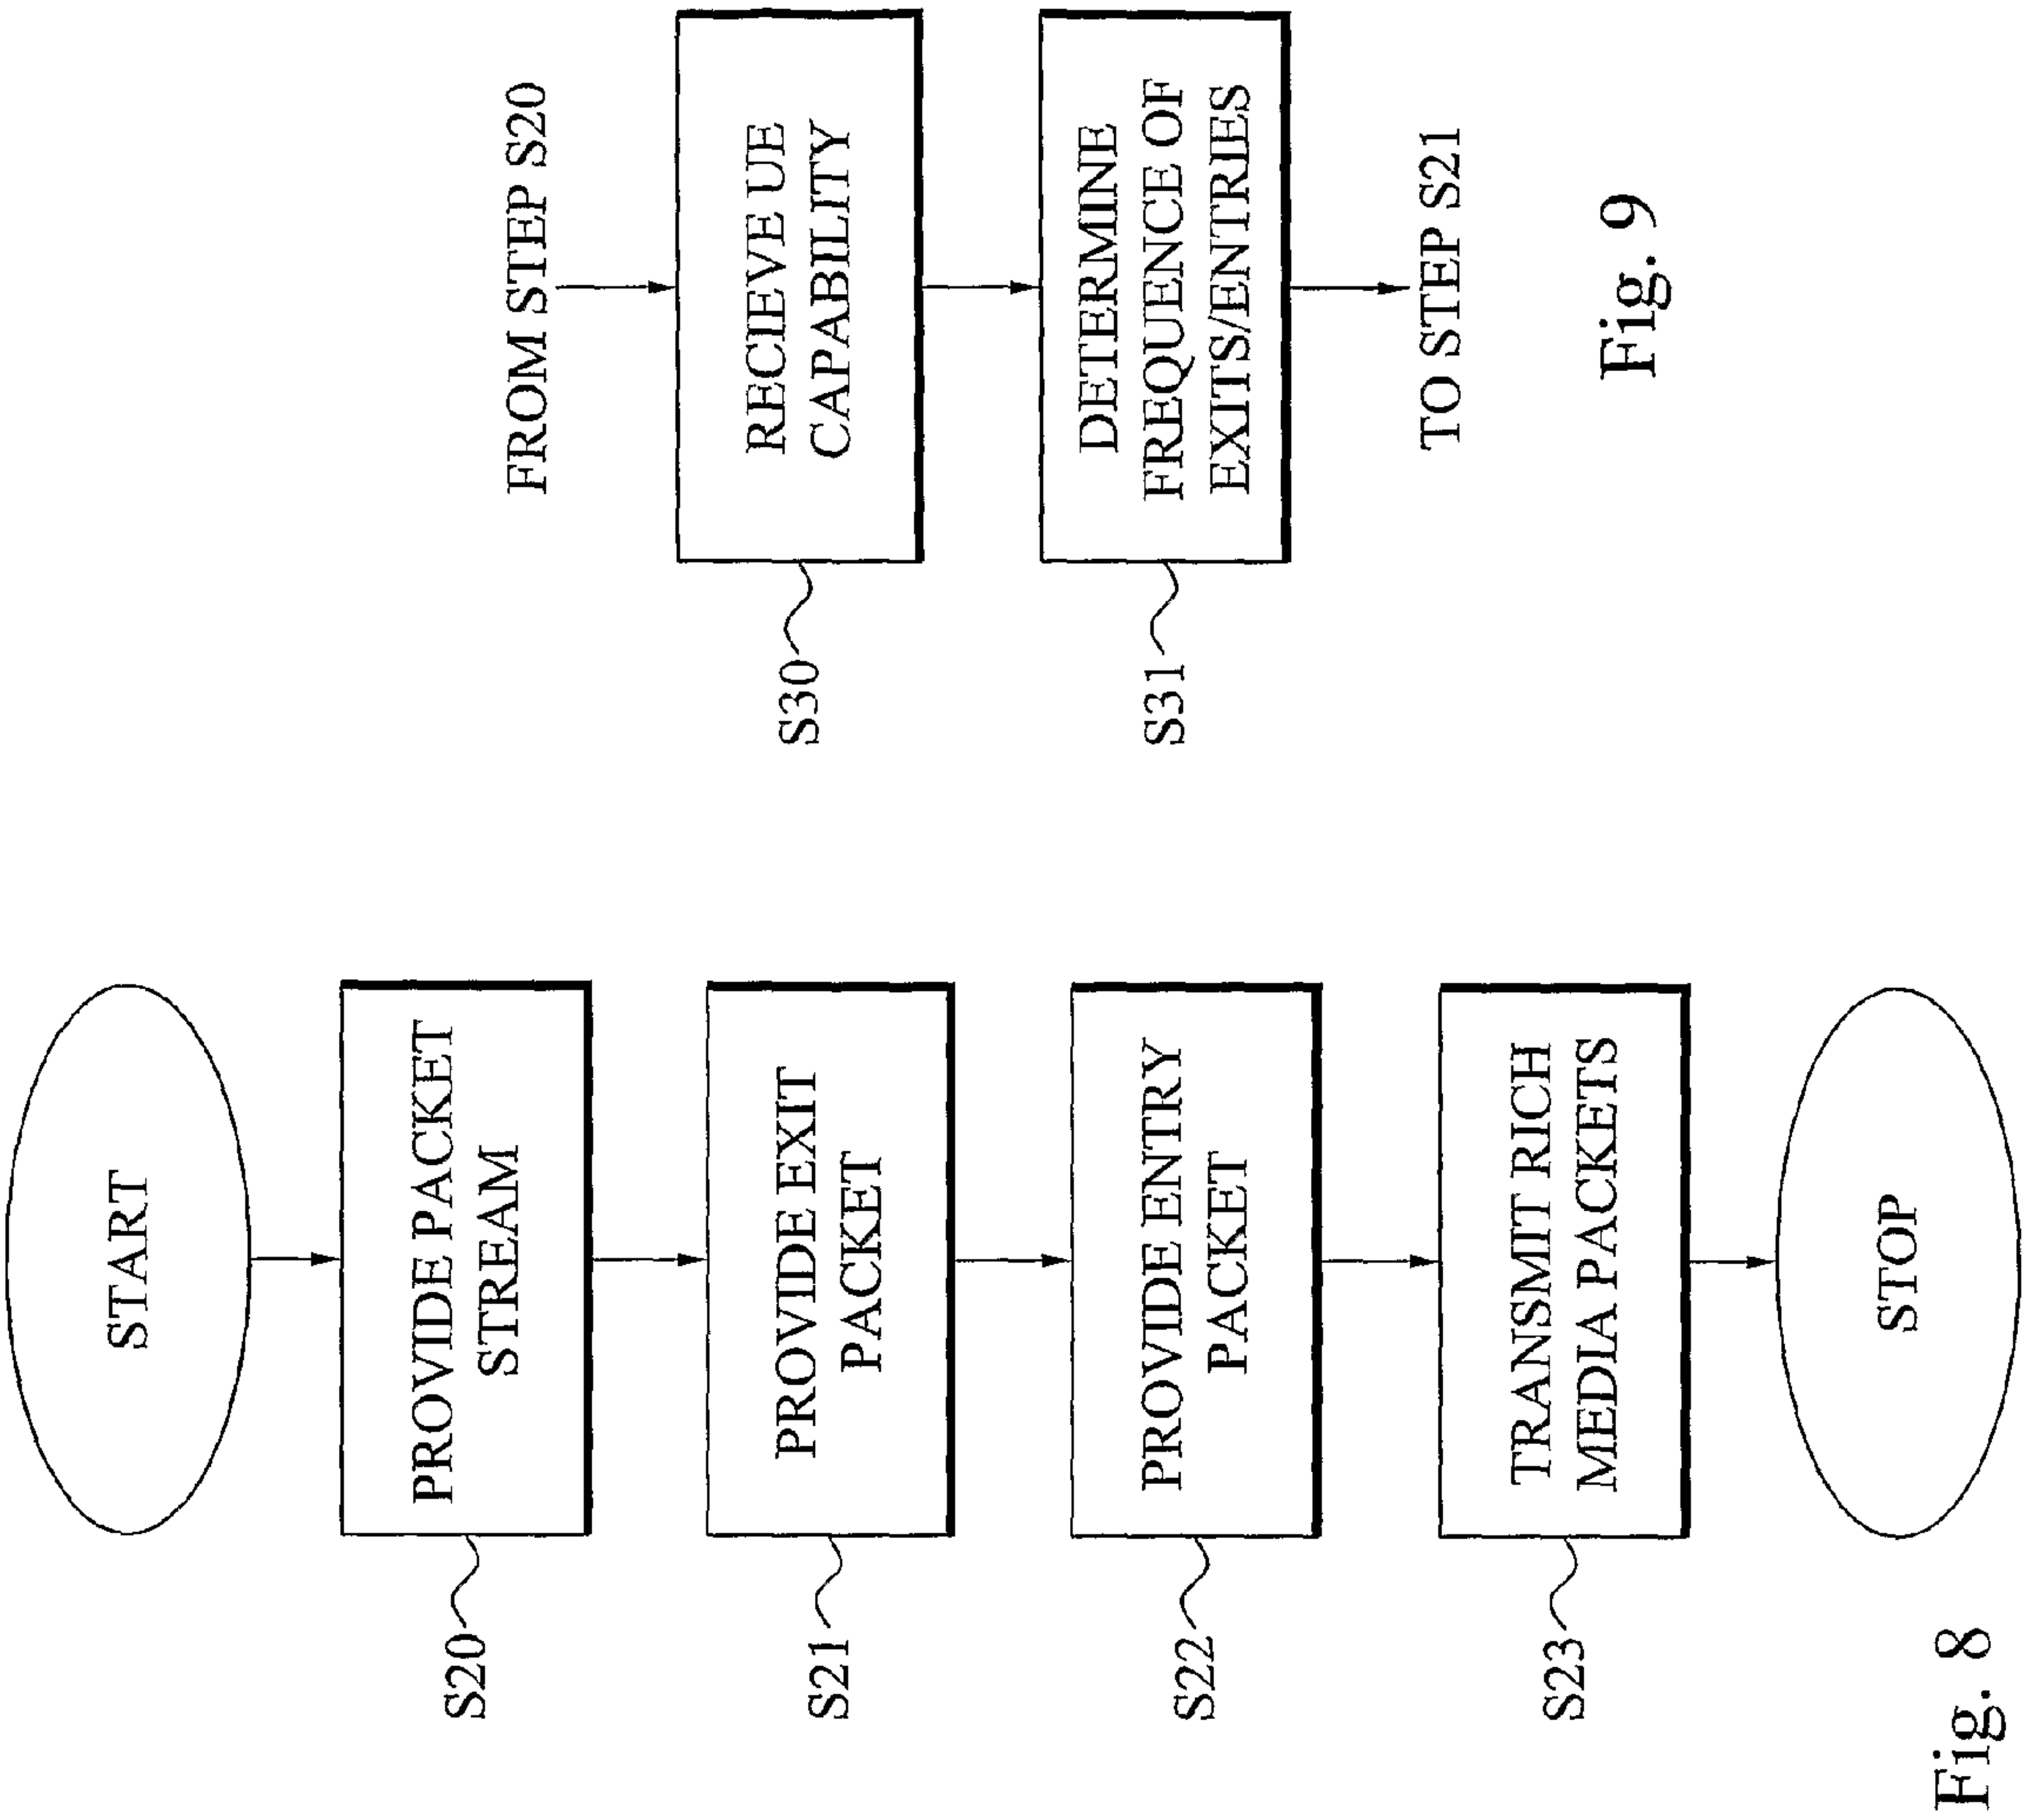 START
PROVIDE PACKET
STREAM
S20
PROVIDE EXIT
PACKET
S21
PROVIDE ENTRY
PACKET
S22
TRANSMIT RICH
MEDIA PACKETS
S23
STOP
Fig. 8
FROM STEP S20
RECIEVE UE
CAPABILITY
S30
DETERMINE
FREQUENCE OF
EXITS/ENTRIES
S31
TO STEP S21
Fig. 9